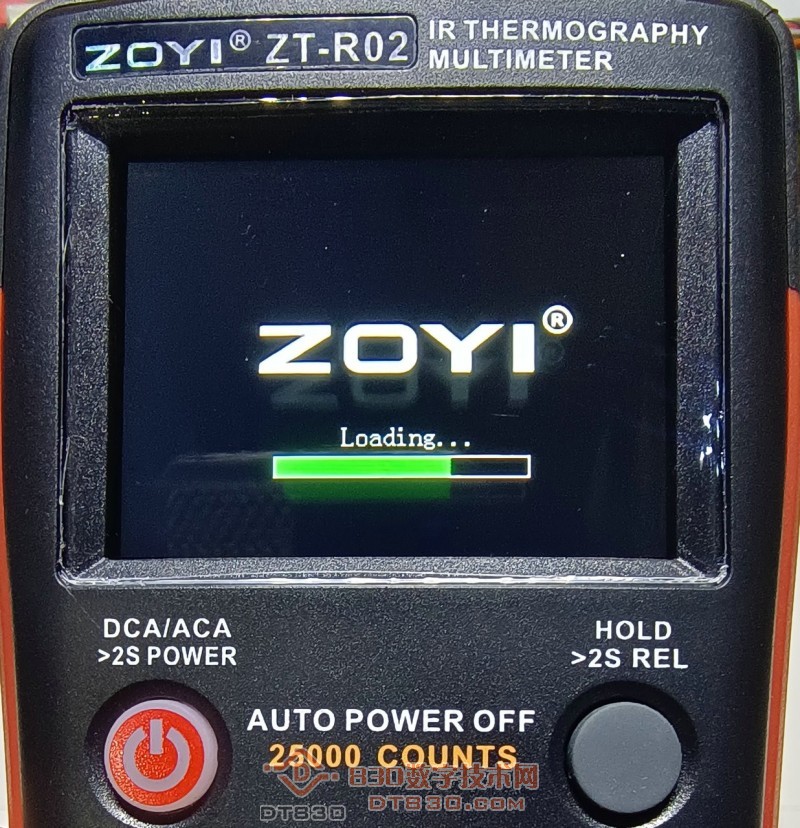 ZOYI® ZT-R02
IR THERMOGRAPHY
MULTIMETER
ZOYI®
Loading...
DCA/ACA
>2S POWER
HOLD
>2S REL
AUTO POWER OFF
25000 COUNTS
830数字技术网
DT830
DT830.COM